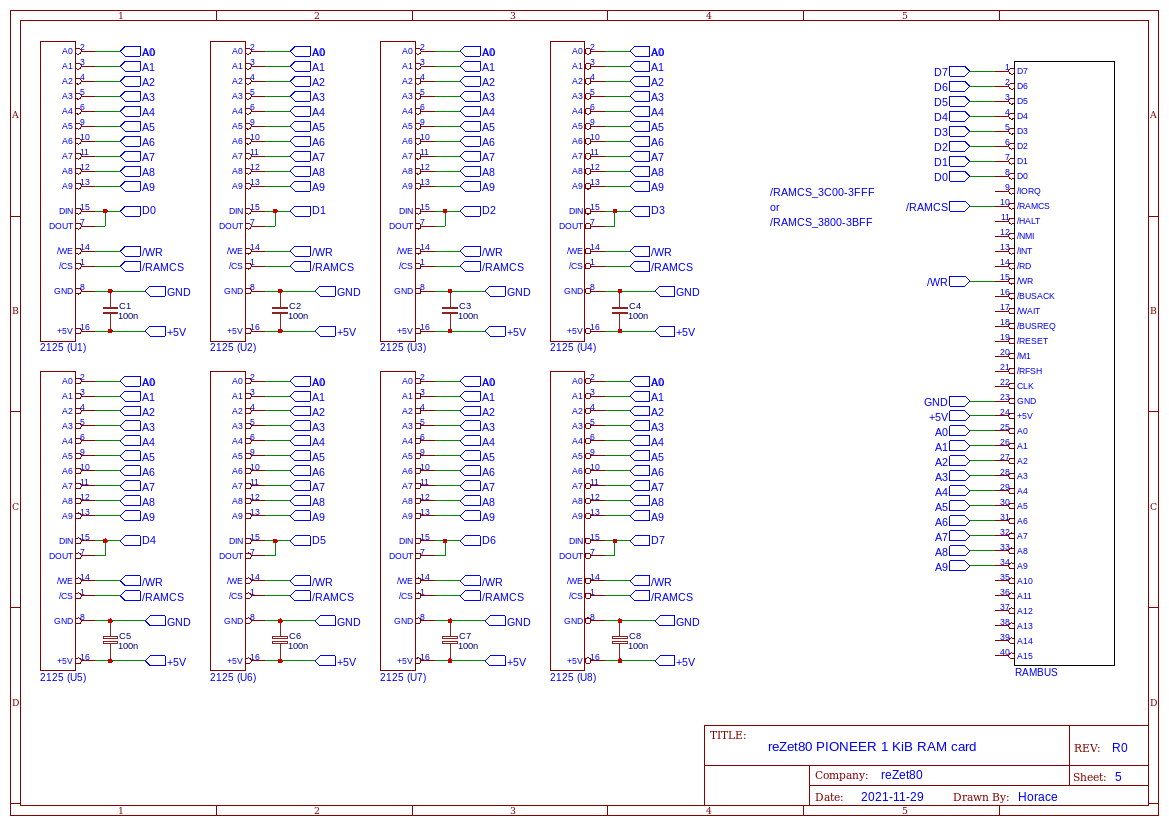 1 2 3 4 5
A0 2 A0
A1 3 A1
A2 4 A2
A3 5 A3
A4 6 A4
A5 9 A5
A6 10 A6
A7 11 A7
A8 12 A8
A9 13 A9
DIN 15 D0
DOUT 7
/WE 14 /WR
/CS 1 /RAMCS
GND 8 GND
C1
100n
+5V 16 +5V
2125 (U1)
A0 2 A0
A1 3 A1
A2 4 A2
A3 5 A3
A4 6 A4
A5 9 A5
A6 10 A6
A7 11 A7
A8 12 A8
A9 13 A9
DIN 15 D1
DOUT 7
/WE 14 /WR
/CS 1 /RAMCS
GND 8 GND
C2
100n
+5V 16 +5V
2125 (U2)
A0 2 A0
A1 3 A1
A2 4 A2
A3 5 A3
A4 6 A4
A5 9 A5
A6 10 A6
A7 11 A7
A8 12 A8
A9 13 A9
DIN 15 D2
DOUT 7
/WE 14 /WR
/CS 1 /RAMCS
GND 8 GND
C3
100n
+5V 16 +5V
2125 (U3)
A0 2 A0
A1 3 A1
A2 4 A2
A3 5 A3
A4 6 A4
A5 9 A5
A6 10 A6
A7 11 A7
A8 12 A8
A9 13 A9
DIN 15 D3
DOUT 7
/WE 14 /WR
/CS 1 /RAMCS
GND 8 GND
C4
100n
+5V 16 +5V
2125 (U4)
A0 2 A0
A1 3 A1
A2 4 A2
A3 5 A3
A4 6 A4
A5 9 A5
A6 10 A6
A7 11 A7
A8 12 A8
A9 13 A9
DIN 15 D4
DOUT 7
/WE 14 /WR
/CS 1 /RAMCS
GND 8 GND
C5
100n
+5V 16 +5V
2125 (U5)
A0 2 A0
A1 3 A1
A2 4 A2
A3 5 A3
A4 6 A4
A5 9 A5
A6 10 A6
A7 11 A7
A8 12 A8
A9 13 A9
DIN 15 D5
DOUT 7
/WE 14 /WR
/CS 1 /RAMCS
GND 8 GND
C6
100n
+5V 16 +5V
2125 (U6)
A0 2 A0
A1 3 A1
A2 4 A2
A3 5 A3
A4 6 A4
A5 9 A5
A6 10 A6
A7 11 A7
A8 12 A8
A9 13 A9
DIN 15 D6
DOUT 7
/WE 14 /WR
/CS 1 /RAMCS
GND 8 GND
C7
100n
+5V 16 +5V
2125 (U7)
A0 2 A0
A1 3 A1
A2 4 A2
A3 5 A3
A4 6 A4
A5 9 A5
A6 10 A6
A7 11 A7
A8 12 A8
A9 13 A9
DIN 15 D7
DOUT 7
/WE 14 /WR
/CS 1 /RAMCS
GND 8 GND
C8
100n
+5V 16 +5V
2125 (U8)
/RAMCS_3C00-3FFF
or
/RAMCS_3800-3BFF
D7 1 D7
D6 2 D6
D5 3 D5
D4 4 D4
D3 5 D3
D2 6 D2
D1 7 D1
D0 8 D0
9 /IORQ
/RAMCS 10 /RAMCS
11 /HALT
12 /NMI
13 /INT
14 /RD
/WR 15 /WR
16 /BUSACK
17 /WAIT
18 /BUSREQ
19 /RESET
20 /M1
21 /RFSH
22 CLK
GND 23 GND
+5V 24 +5V
A0 25 A0
A1 26 A1
A2 27 A2
A3 28 A3
A4 29 A4
A5 30 A5
A6 31 A6
A7 32 A7
A8 33 A8
A9 34 A9
35 A10
36 A11
37 A12
38 A13
39 A14
40 A15
RAMBUS
A A
B B
C C
D D
TITLE:
reZet80 PIONEER 1 KiB RAM card
REV: R0
Company: reZet80
Sheet: 5
Date: 2021-11-29 Drawn By: Horace
1 2 3 4 5